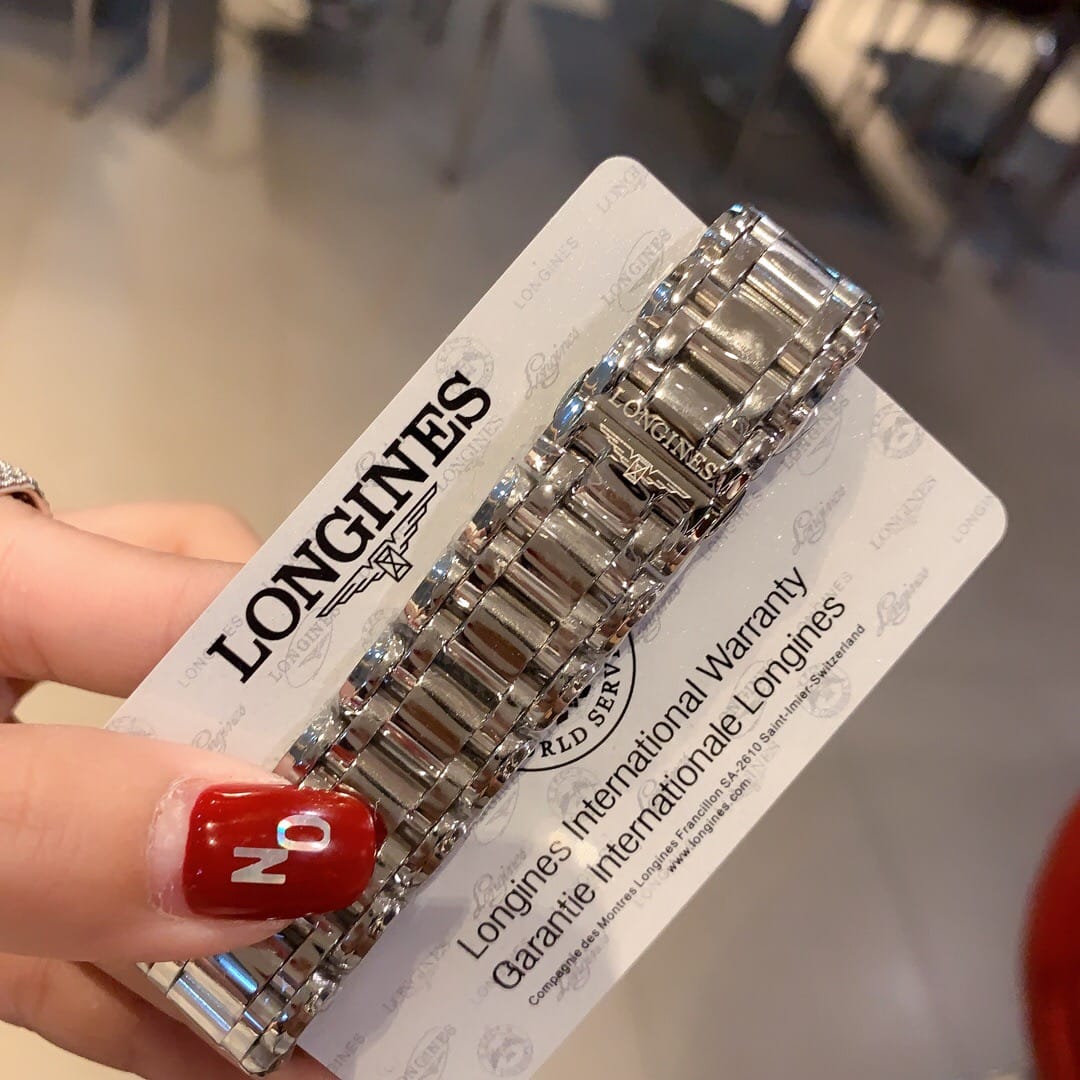 LONGINES
LONGINES
RLD SERV
Longines International Warranty
Garantie Internationale Longines
Compagnie des Montres Longines Francillon SA-2610 Saint-Imier-Switzerland
www.longines.com
NO